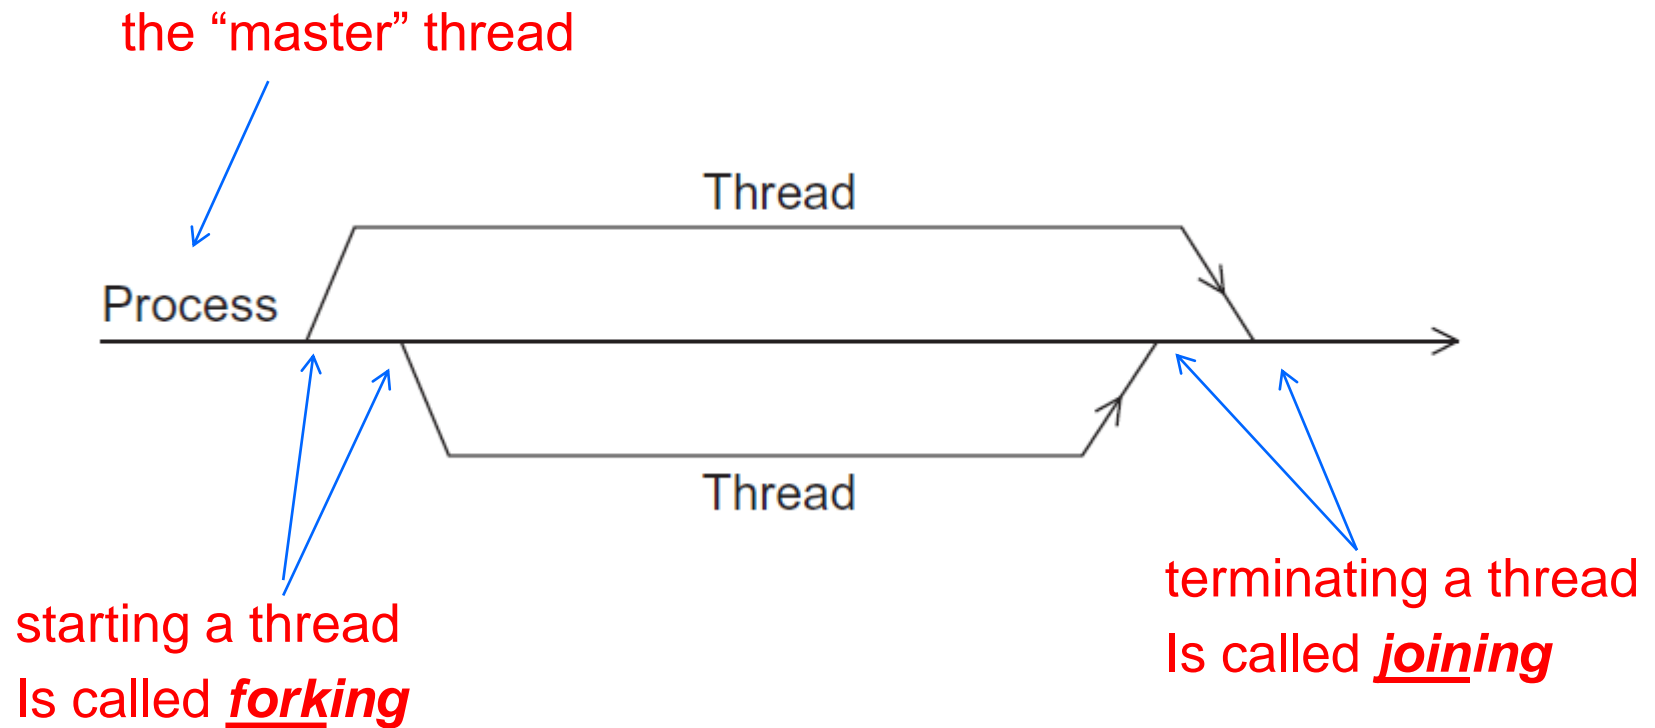 the “master” thread
Thread
Process
Thread
starting a thread
Is called forking
terminating a thread
Is called joining